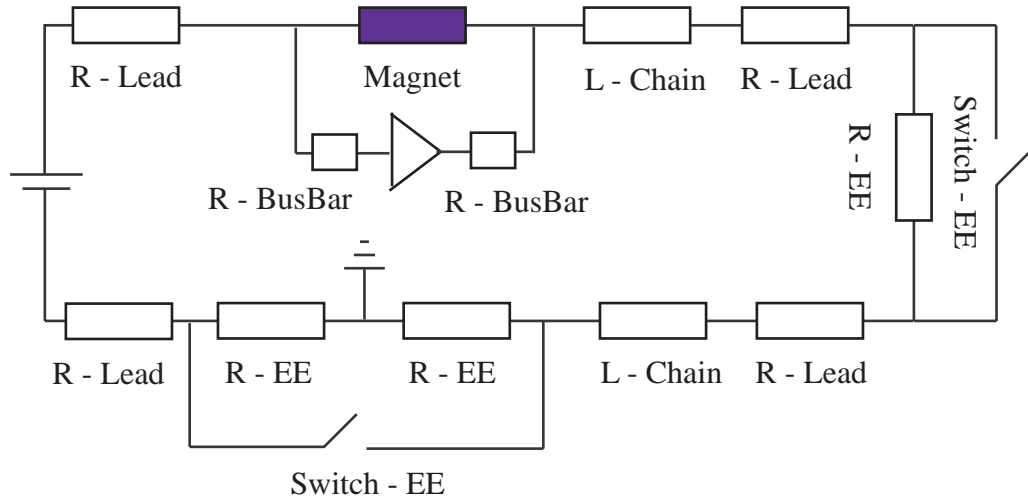 R - Lead
Magnet
L - Chain
R - Lead
R - BusBar
R - BusBar
R - EE
Switch - EE
R - Lead
R - EE
R - EE
L - Chain
R - Lead
Switch - EE